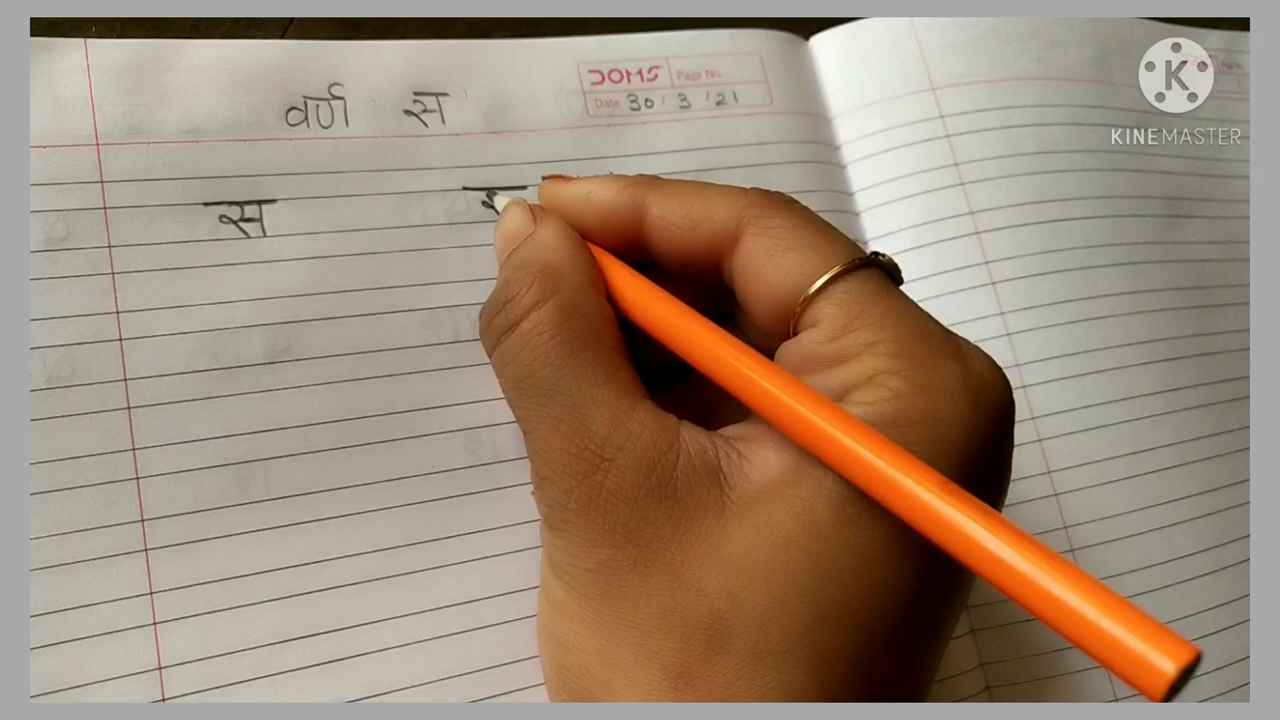 DOMS Page No.
वर्ण स Date 30/3/21
स
K
KINEMASTER